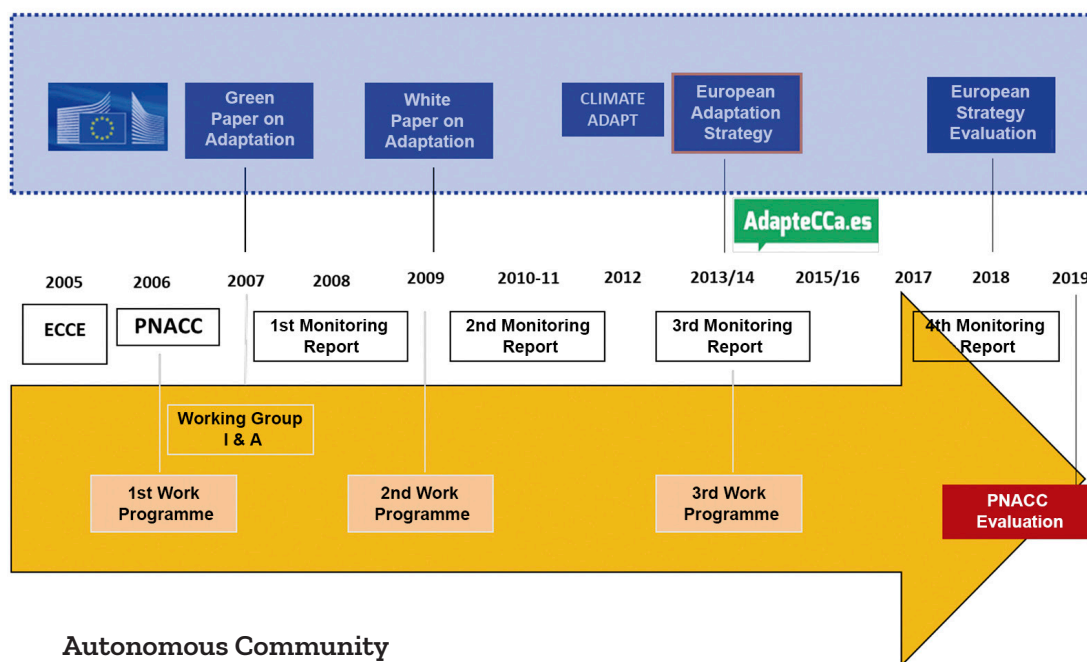 Green
Paper on
Adaptation
White
Paper on
Adaptation
CLIMATE
ADAPT
European
Adaptation
Strategy
European
Strategy
Evaluation
AdapteCCa.es
2005 2006 2007 2008 2009 2010-11 2012 2013/14 2015/16 2017 2018 2019
ECCE
PNACC
1st Monitoring
Report
2nd Monitoring
Report
3rd Monitoring
Report
4th Monitoring
Report
Working Group
I & A
1st Work
Programme
2nd Work
Programme
3rd Work
Programme
PNACC
Evaluation
Autonomous Community